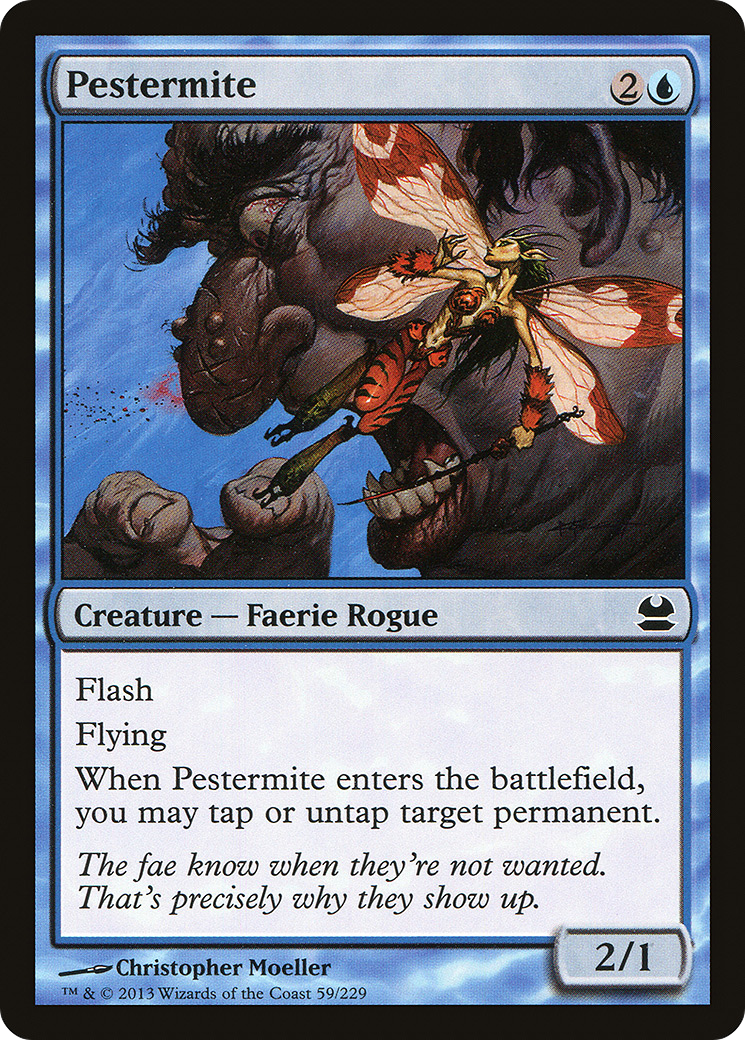 Pestermite 2
Creature — Faerie Rogue
Flash
Flying
When Pestermite enters the battlefield,
you may tap or untap target permanent.
The fae know when they're not wanted.
That's precisely why they show up.
2/1
Christopher Moeller
™ & © 2013 Wizards of the Coast 59/229